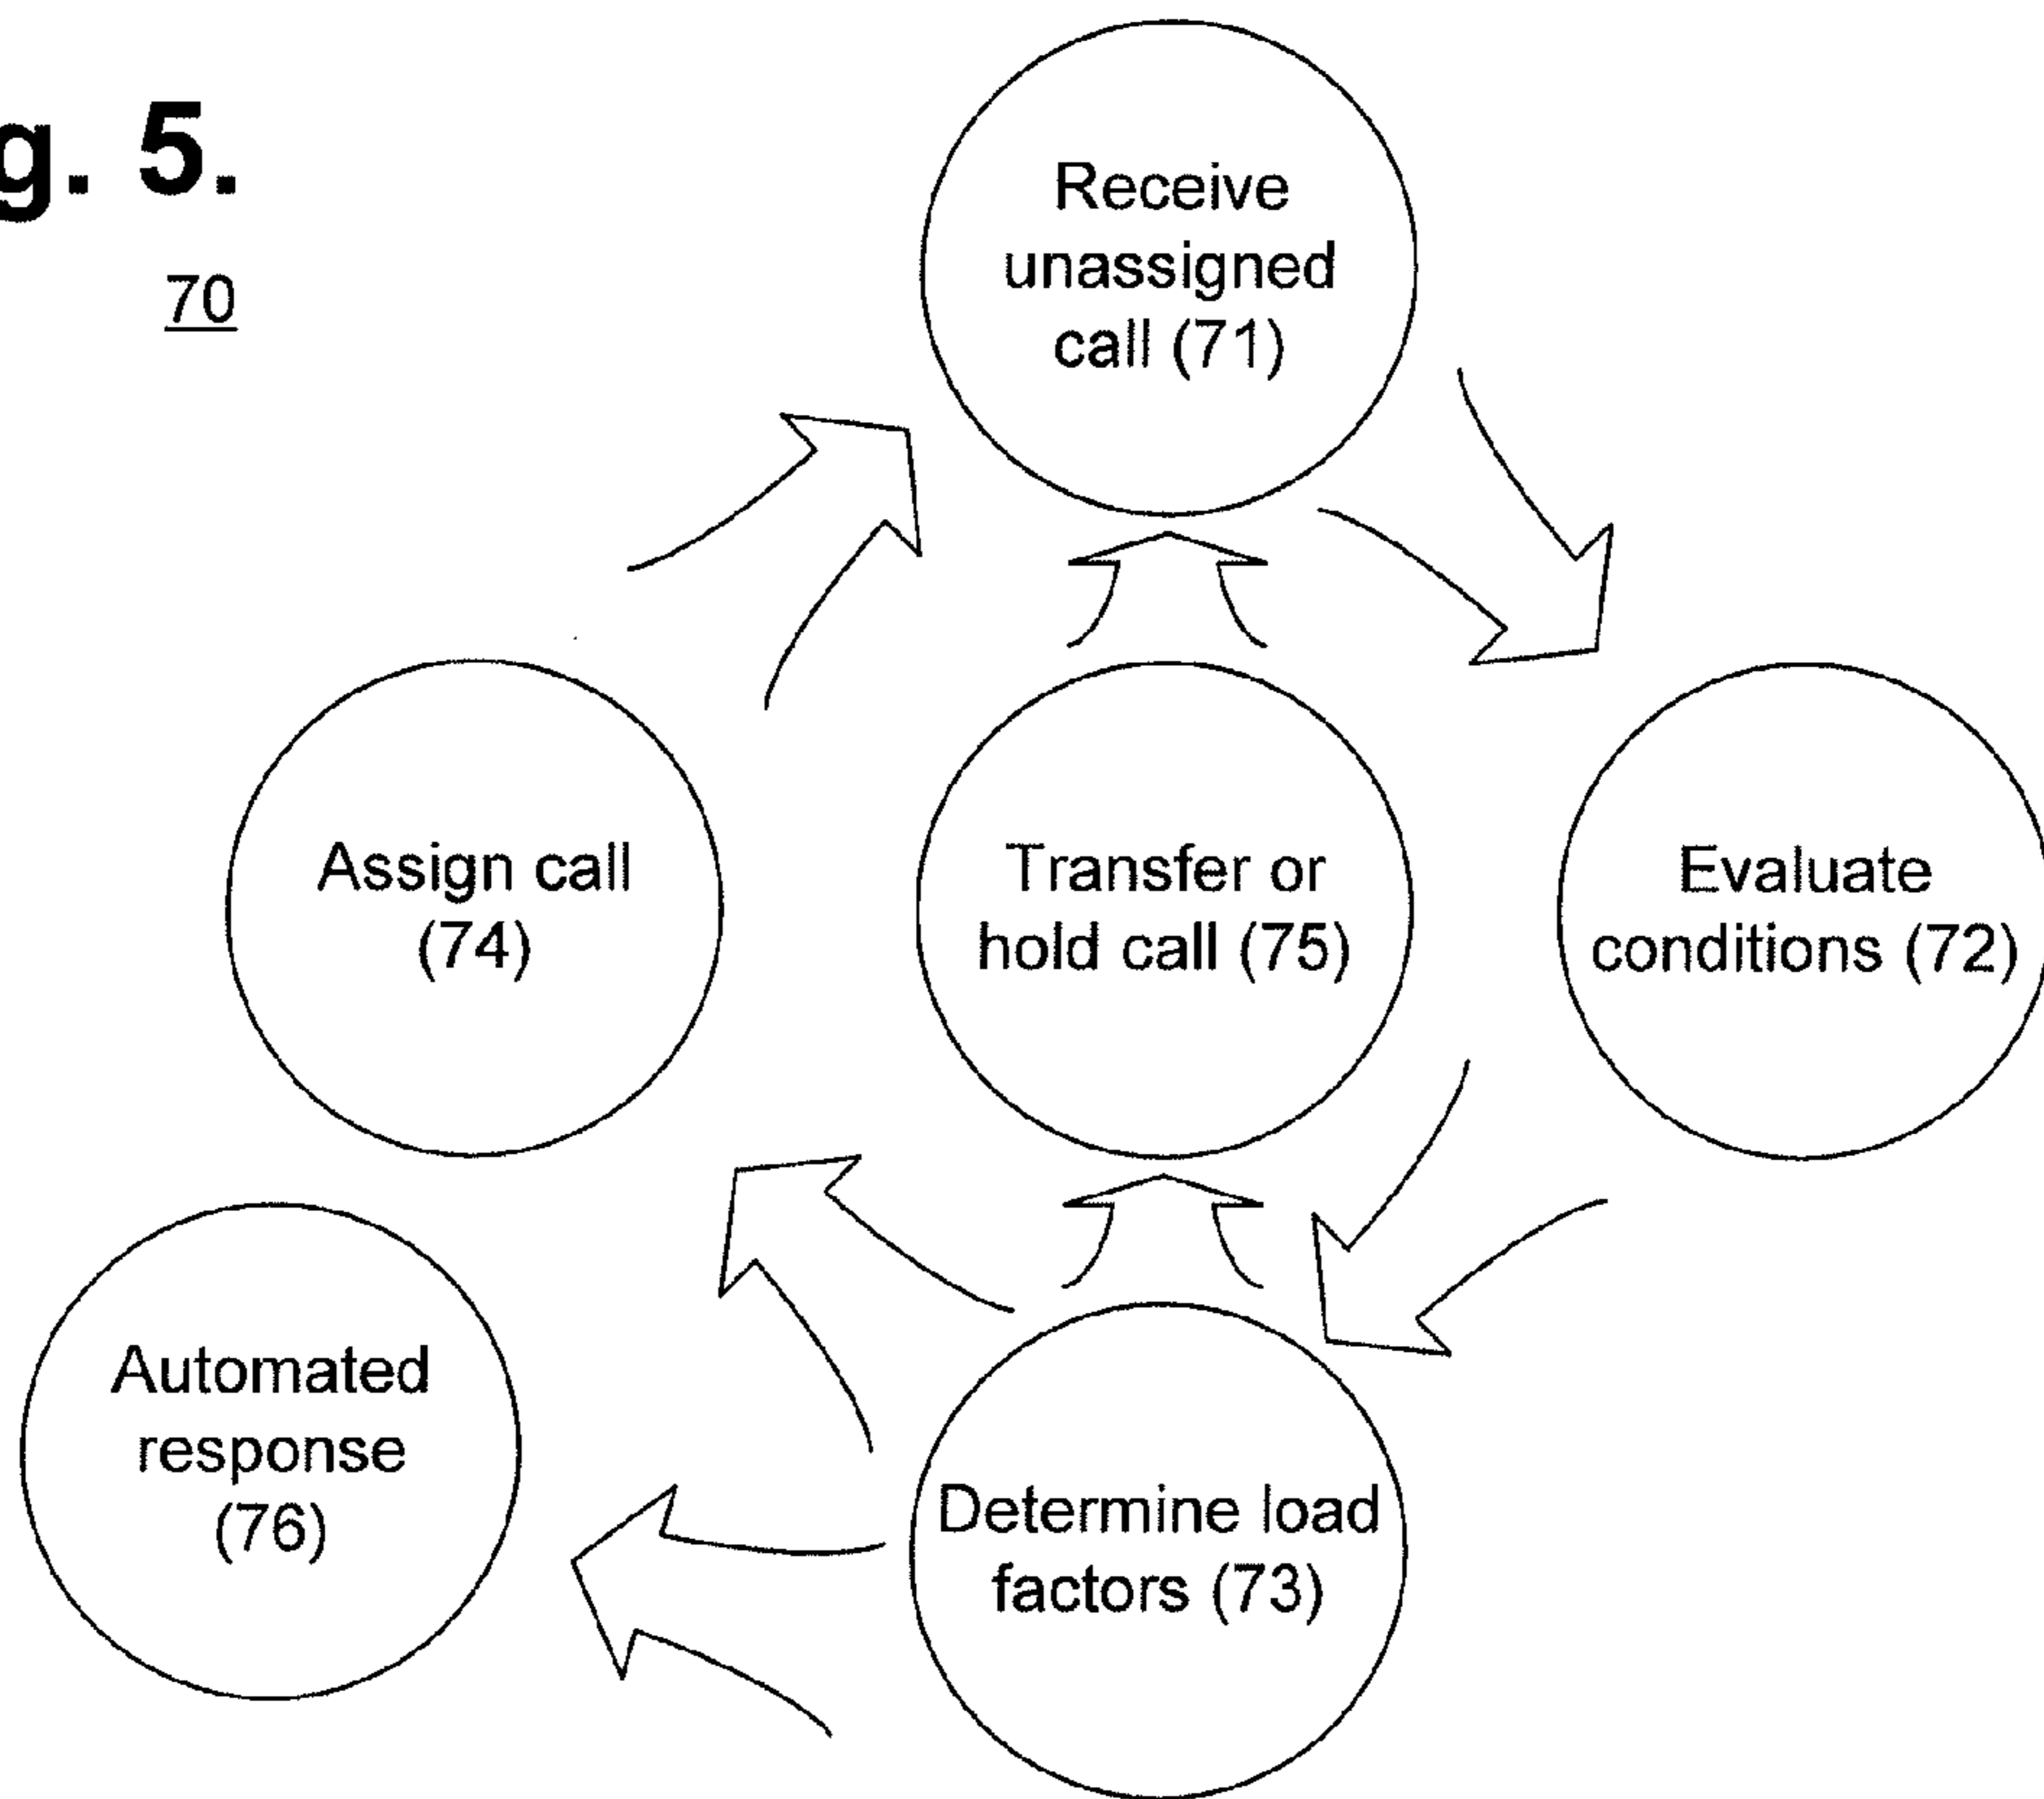 g. 5.
70
Receive
unassigned
call (71)
Assign call
(74)
Transfer or
hold call (75)
Evaluate
conditions (72)
Automated
response
(76)
Determine load
factors (73)